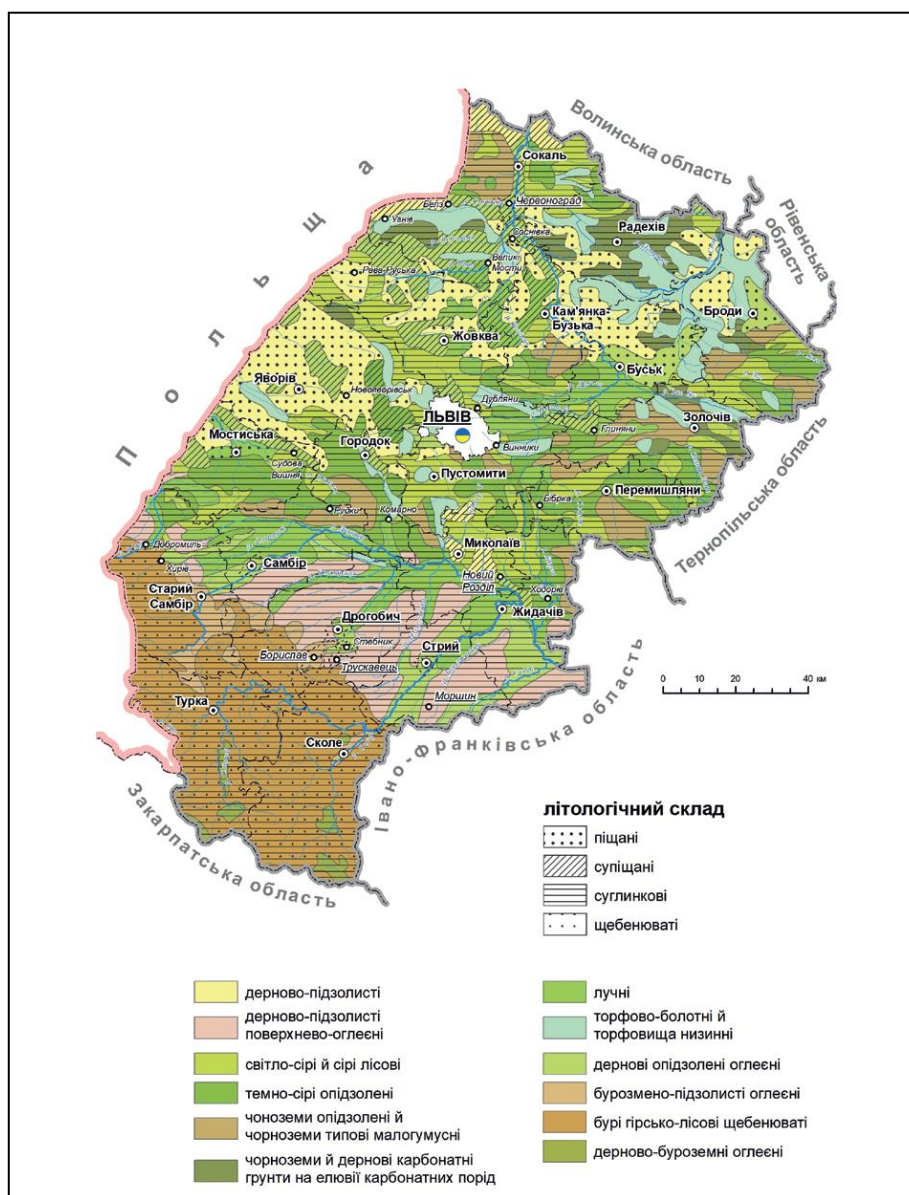 Волинська область
Рівенська
область
Польща
Сокаль
Белз
Червоноград
Угнів
Соснівка
Радехів
Рава-Руська
Великі
Мости
Кам'янка-
Бузька
Броди
Жовква
Буськ
Яворів
Новояворівськ
Дубляни
ЛЬВІВ
Золочів
Глиняни
Мостиська
Городок
Винники
Судова
Вишня
Пустомити
Перемишляни
Бібрка
Рудки
Комарно
Тернопільська область
Добромиль
Миколаїв
Хирів
Самбір
Новий
Розділ
Ходорів
Старий
Самбір
Жидачів
Дрогобич
Стебник
Стрий
Борислав
Трускавець
Моршин
0 10 20 40 км
Турка
Сколе
Івано-Франківська область
Закарпатська область
літологічний склад
піщані
супіщані
суглинкові
щебенюваті
дерново-підзолисті
дерново-підзолисті
поверхнево-оглеєні
світло-сірі й сірі лісові
темно-сірі опідзолені
чоноземи опідзолені й
чорноземи типові малогумусні
чорноземи й дернові карбонатні
грунти на елювії карбонатних порід
лучні
торфово-болотні й
торфовища низинні
дернові опідзолені оглеєні
бурозмено-підзолисті оглеєні
бурі гірсько-лісові щебенюваті
дерново-буроземні оглеєні